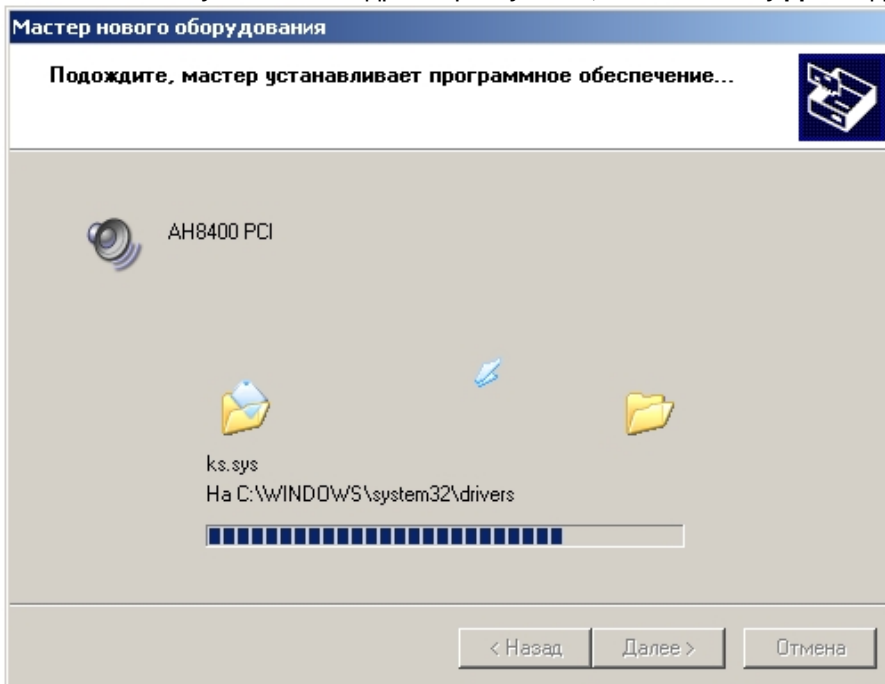 Мастер нового оборудования
Подождите, мастер устанавливает программное обеспечение...
AH8400 PCI
ks.sys
На C:\WINDOWS\system32\drivers
< Назад
Далее >
Отмена